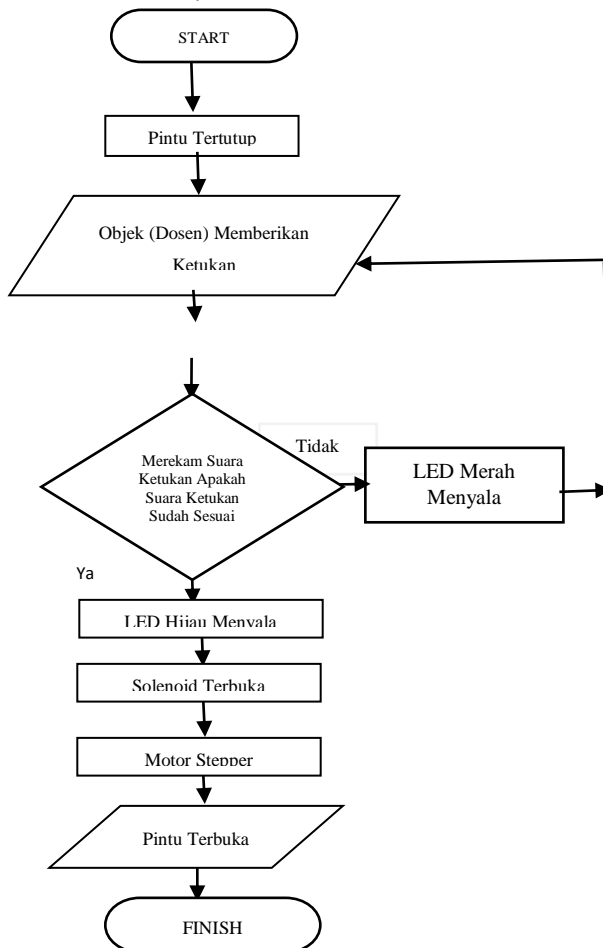 START
Pintu Tertutup
Objek (Dosen) Memberikan
Ketukan
Merekam Suara
Ketukan Apakah
Suara Ketukan
Sudah Sesuai
Tidak
LED Merah
Menyala
Ya
LED Hijau Menyala
Solenoid Terbuka
Motor Stepper
Pintu Terbuka
FINISH